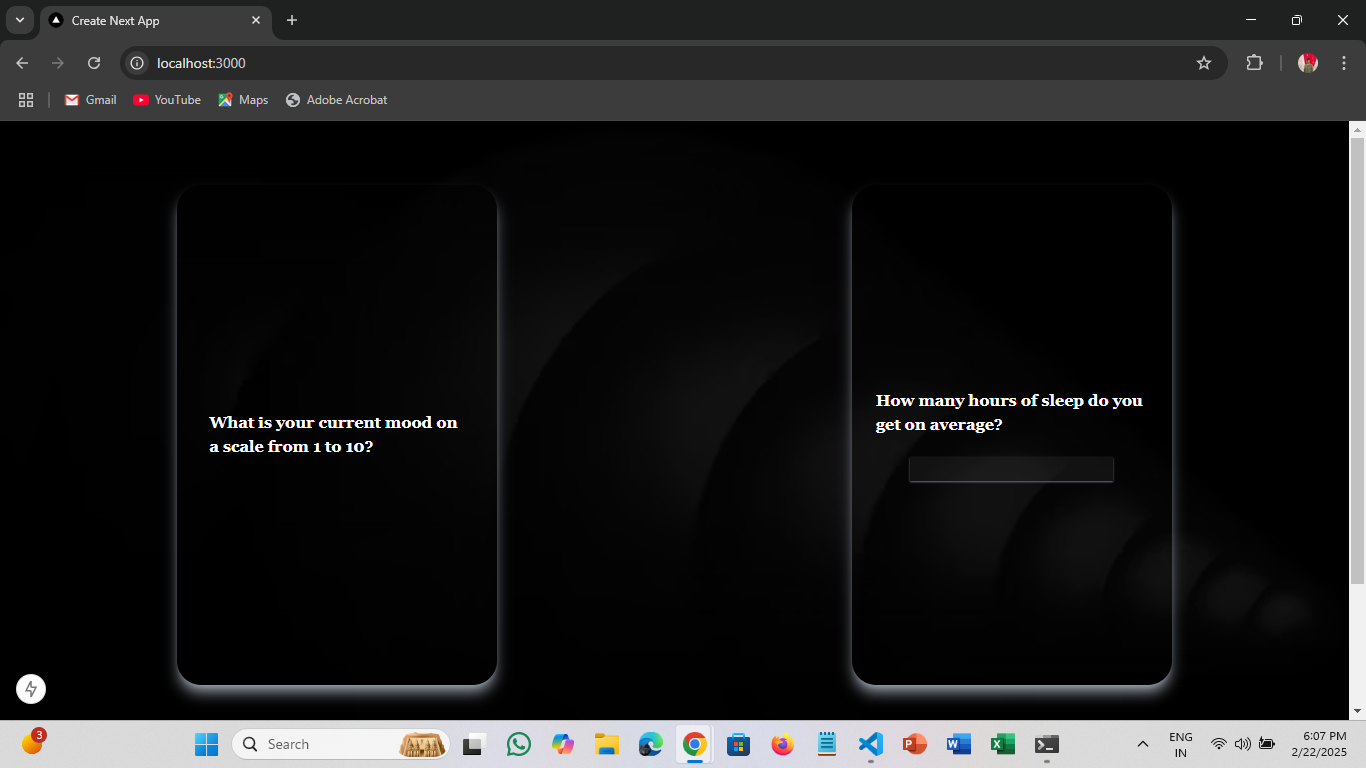 Create Next App
localhost:3000
Gmail
YouTube
Maps
Adobe Acrobat
What is your current mood on
a scale from 1 to 10?
How many hours of sleep do you
get on average?
3
Search
ENG
IN
6:07 PM
2/22/2025